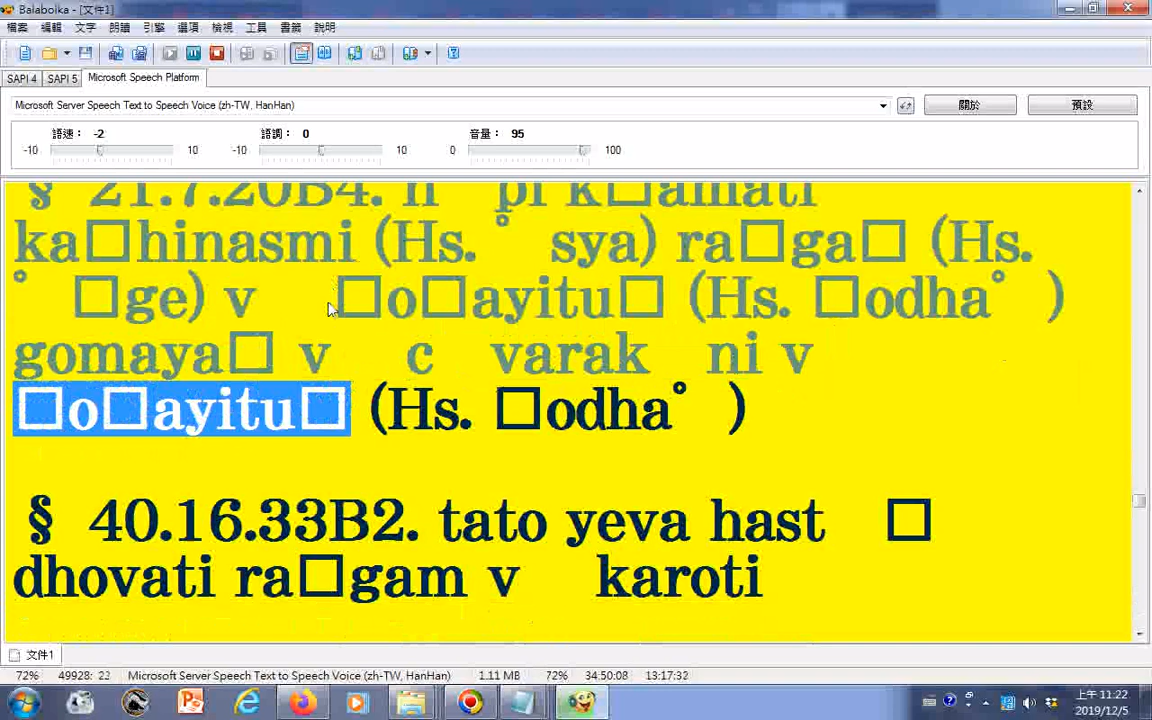 Balabolka - [文件1]
檔案 編輯 文字 朗讀 引擎 選項 檢視 工具 書籤 說明
SAPI 4 SAPI 5 Microsoft Speech Platform
Microsoft Server Speech Text to Speech Voice (zh-TW, HanHan) 關於 預設
語速： -2 語調： 0 音量： 95
-10 10 -10 10 0 100
§ 21.7.20B4. n pi k□amati
ka□hinasmi (Hs. ° sya) ra□ga□ (Hs.
° □ge) v □o□ayitu□ (Hs. □odha° )
gomaya□ v c varak ni v
□o□ayitu□ (Hs. □odha° )
§ 40.16.33B2. tato yeva hast □
dhovati ra□gam v karoti
文件1
72% 49928: 23 Microsoft Server Speech Text to Speech Voice (zh-TW, HanHan) 1.11 MB 72% 34:50:08 13:17:32
上午 11:22
2019/12/5